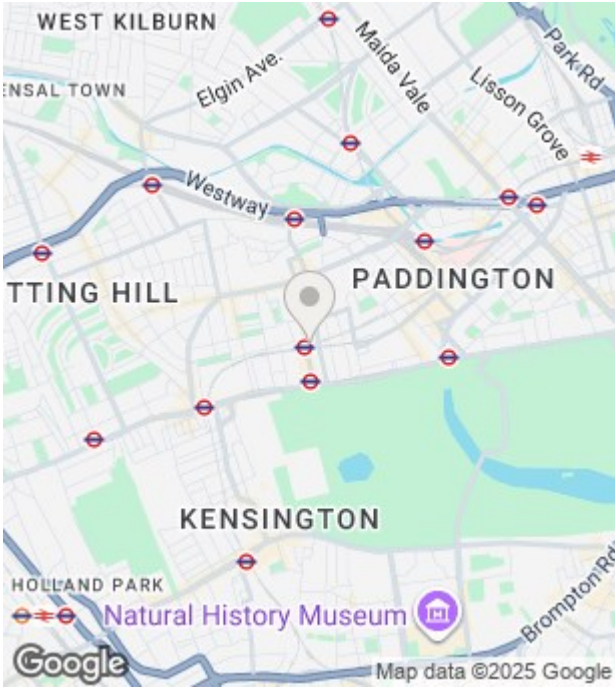 WEST KILBURN
Maida Vale
Park Rd
Elgin Ave.
Lisson Grove
ENSAL TOWN
Westway
TTING HILL
PADDINGTON
KENSINGTON
HOLLAND PARK
Natural History Museum
Brompton Rd
Google
Map data ©2025 Google